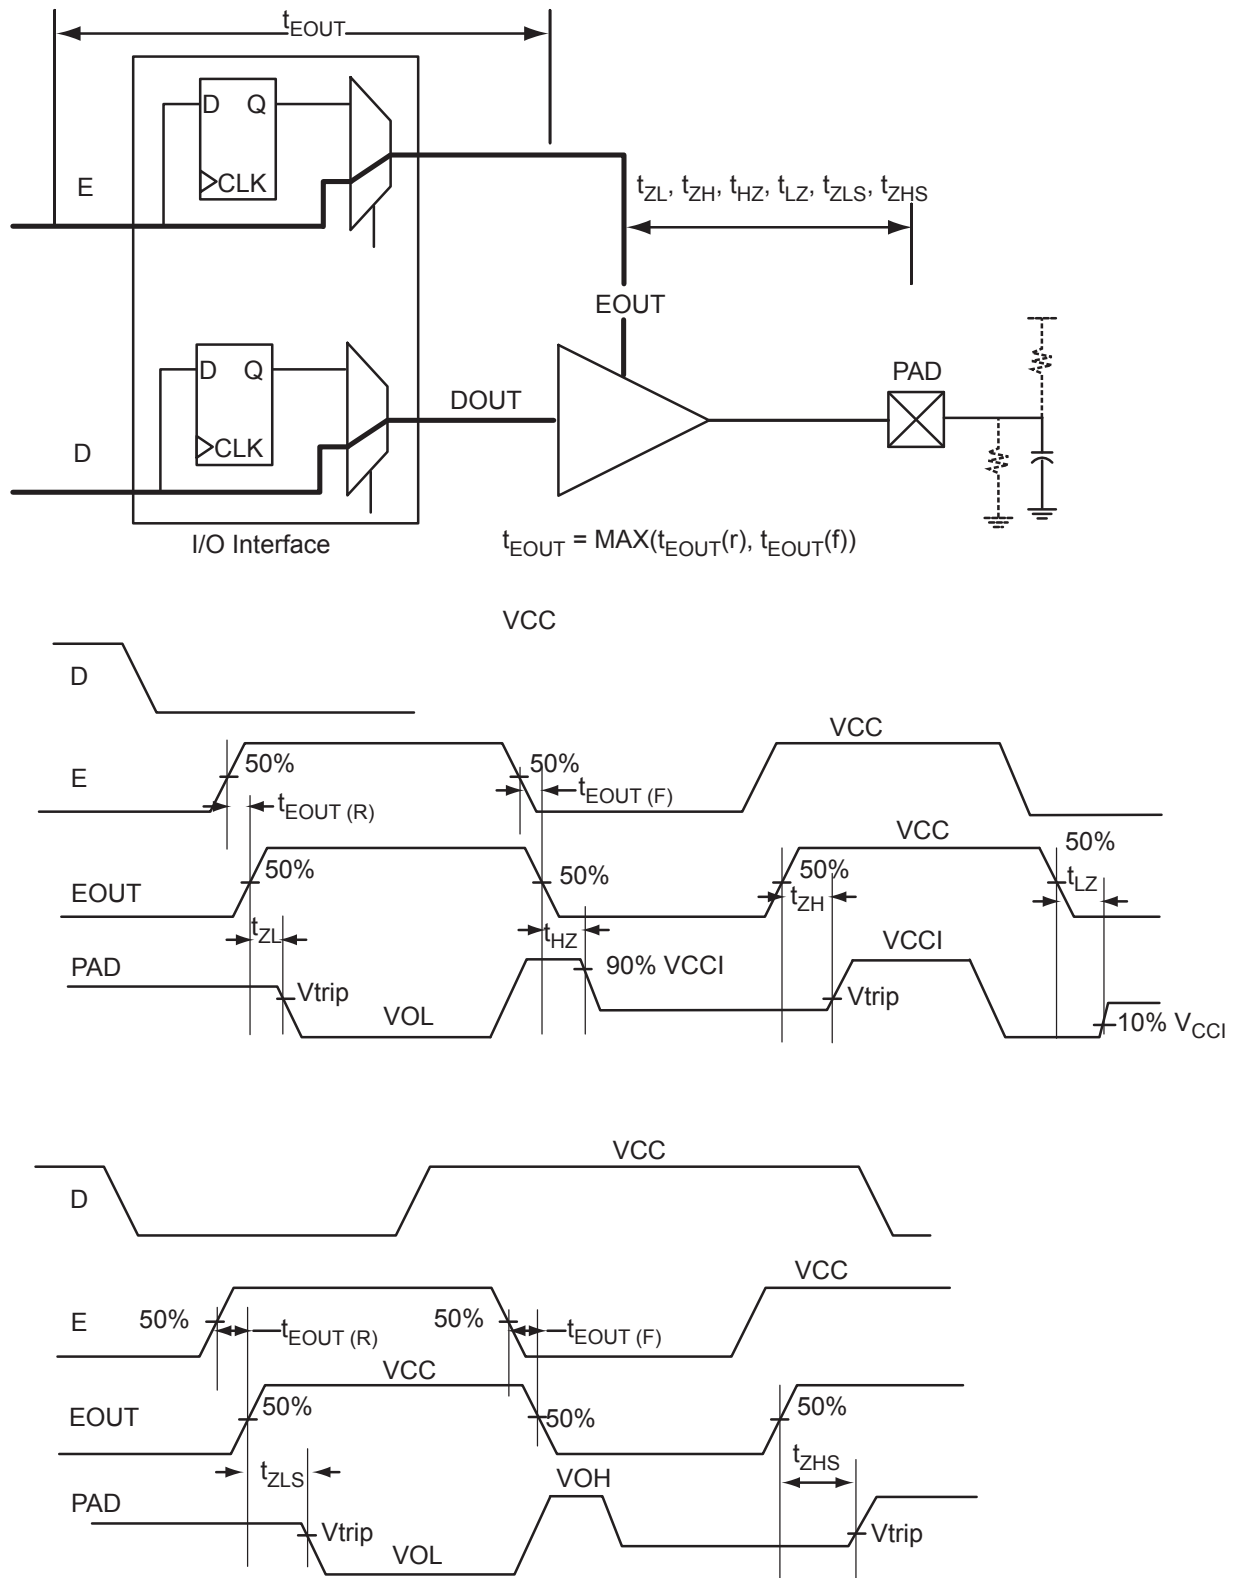 tEOUT
D Q
CLK
E
tZL, tZH, tHZ, tLZ, tZLS, tZHS
EOUT
D Q
CLK
DOUT
PAD
D
I/O Interface
tEOUT = MAX(tEOUT(r), tEOUT(f))
VCC
D
VCC
E
50%
50%
tEOUT (R)
tEOUT (F)
VCC
50%
EOUT
50%
50%
50%
tLZ
tZH
tZL
tHZ
VCCI
PAD
90% VCCI
Vtrip
Vtrip
VOL
10% VCCI
VCC
D
VCC
E
50%
50%
tEOUT (R)
tEOUT (F)
VCC
EOUT
50%
50%
50%
tZLS
VOH
tZHS
PAD
Vtrip
Vtrip
VOL